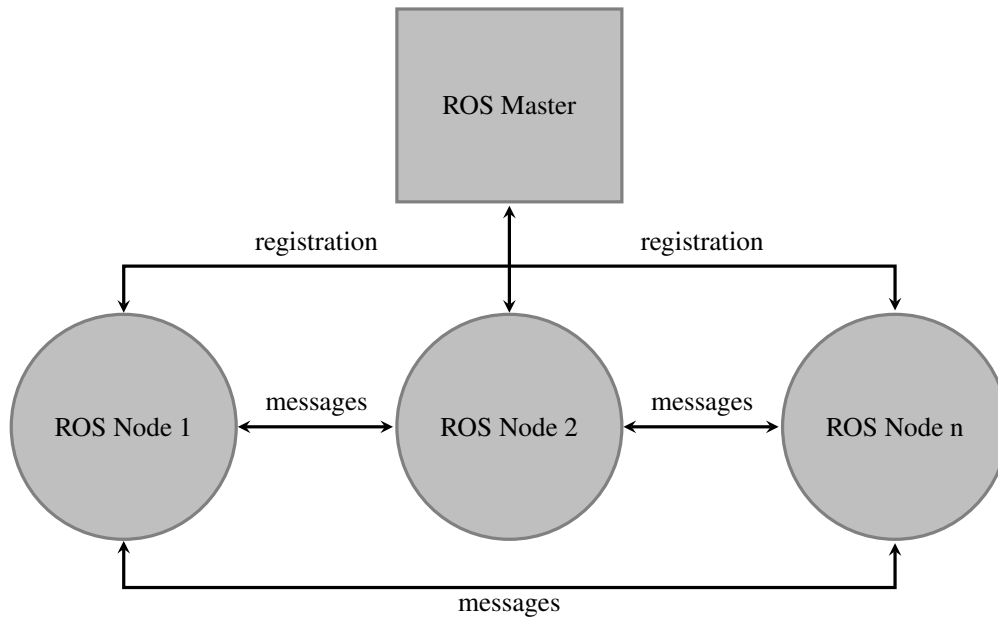 ROS Master
registration
registration
ROS Node 1
messages
ROS Node 2
messages
ROS Node n
messages